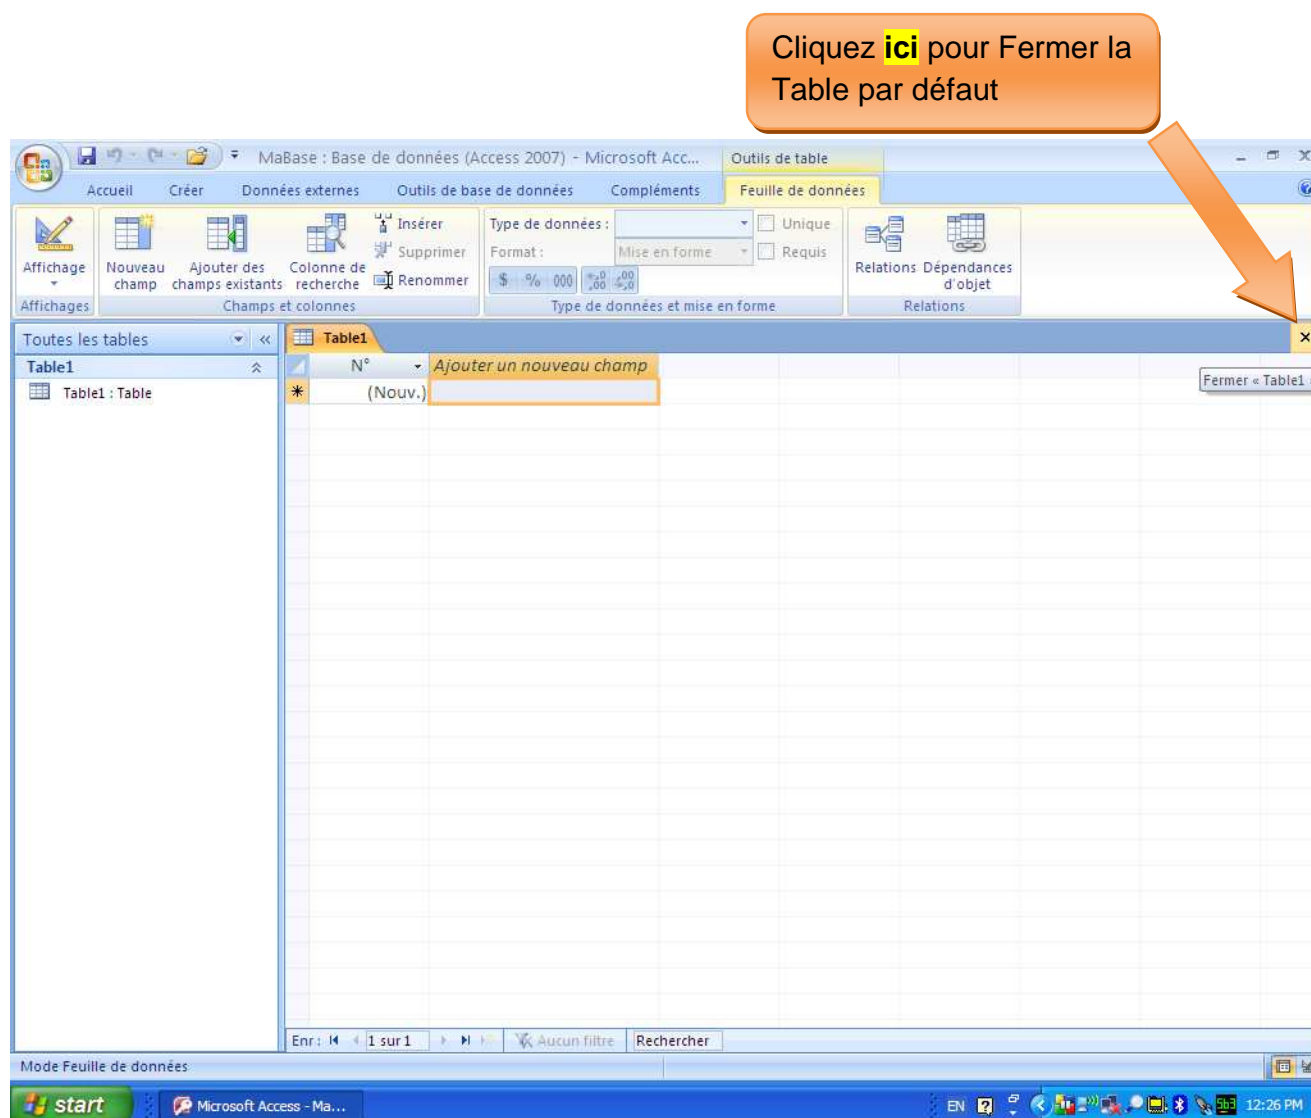 Cliquez ici pour Fermer la
Table par défaut
MaBase : Base de données (Access 2007) - Microsoft Acc...
Outils de table
Accueil Créer Données externes Outils de base de données Compléments Feuille de données
Affichage
Nouveau champ
Ajouter des champs existants
Colonne de recherche
Insérer
Supprimer
Renommer
Type de données :
Format : Mise en forme
$ % 000
Unique
Requis
Relations
Dépendances d'objet
Affichages Champs et colonnes Type de données et mise en forme Relations
Toutes les tables
Table1
Table1 : Table
Table1
N° Ajouter un nouveau champ
(Nouv.)
Fermer « Table1
Enr : 1 sur 1 Aucun filtre Rechercher
Mode Feuille de données
start Microsoft Access - Ma... EN 12:26 PM